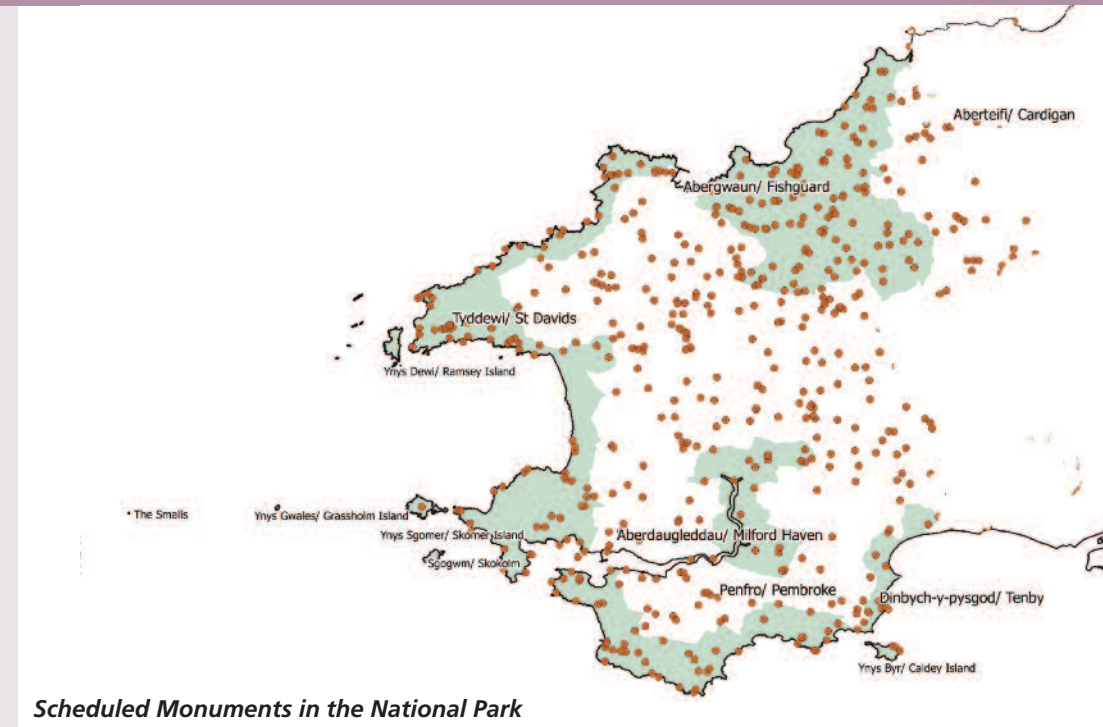 Aberteifi/ Cardigan
Abergwaun/ Fishguard
Tyddewi/ St Davids
Ynys Dewi/ Ramsey Island
The Smalls
Ynys Gwales/ Grassholm Island
Ynys Sgomer/ Skomer Island
Sgogwm/ Skokolm
Aberdaugleddau/ Milford Haven
Penfro/ Pembroke
Dinbych-y-pysgod/ Tenby
Ynys Byr/ Caldey Island
Scheduled Monuments in the National Park